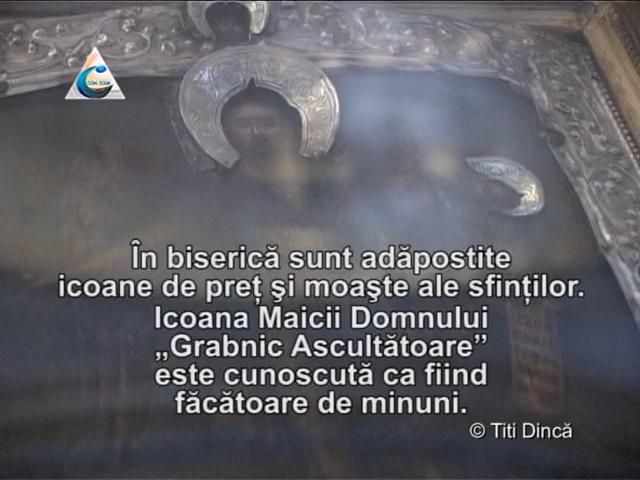 În biserică sunt adăpostite
icoane de preț şi moaşte ale sfinților.
Icoana Maicii Domnului
„Grabnic Ascultătoare”
este cunoscută ca fiind
făcătoare de minuni.
© Titi Dincă